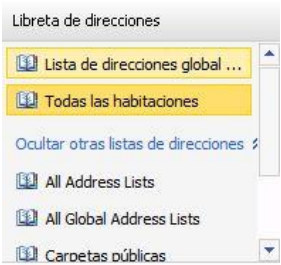 Libreta de direcciones
Lista de direcciones global ...
Todas las habitaciones
Ocultar otras listas de direcciones
All Address Lists
All Global Address Lists
Carpetas públicas